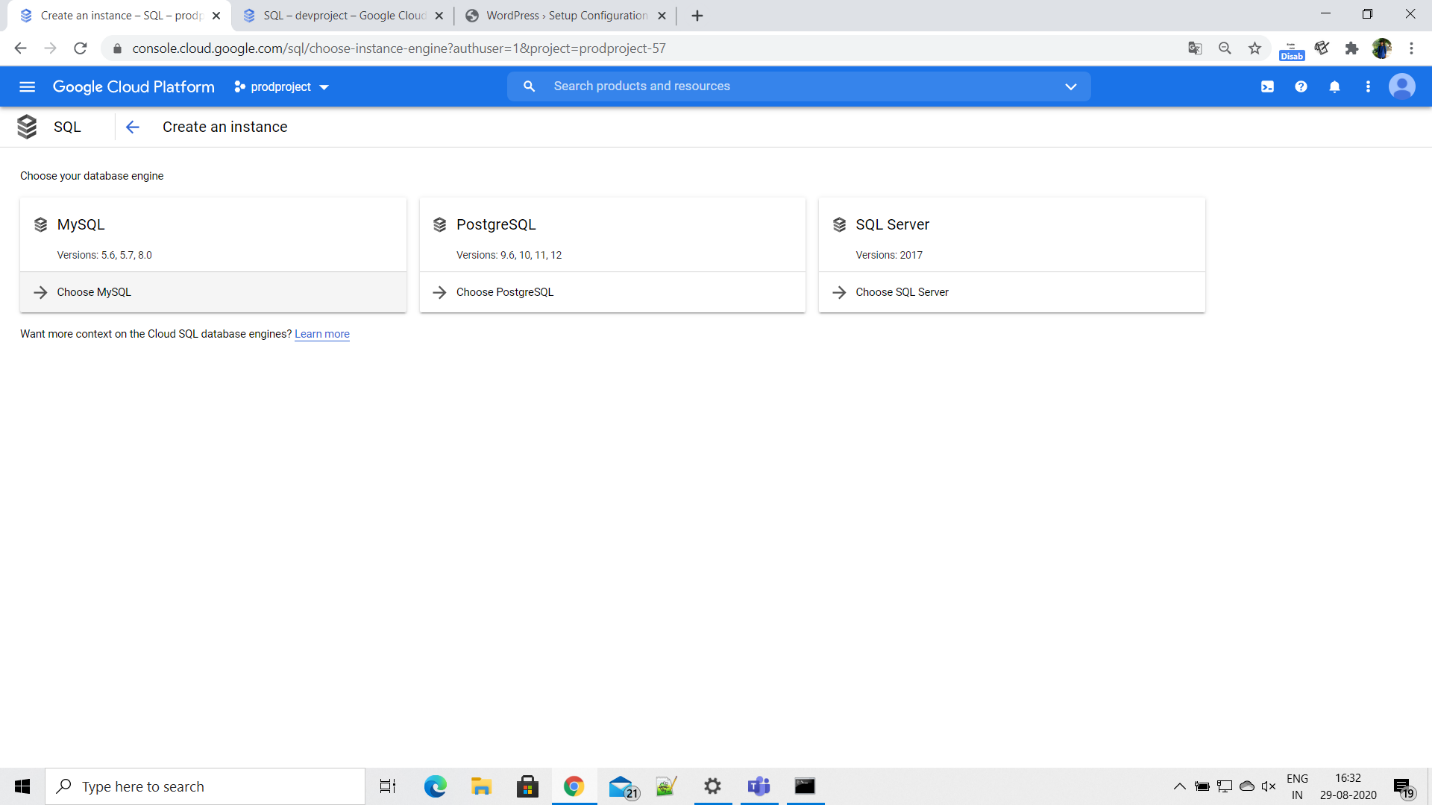 Create an instance – SQL – prodp
SQL – devproject – Google Cloud
WordPress › Setup Configuration
console.cloud.google.com/sql/choose-instance-engine?authuser=1&project=prodproject-57
Disab
Google Cloud Platform
prodproject
Search products and resources
SQL
Create an instance
Choose your database engine
MySQL
Versions: 5.6, 5.7, 8.0
Choose MySQL
PostgreSQL
Versions: 9.6, 10, 11, 12
Choose PostgreSQL
SQL Server
Versions: 2017
Choose SQL Server
Want more context on the Cloud SQL database engines? Learn more
Type here to search
21
ENG
IN
16:32
29-08-2020
19